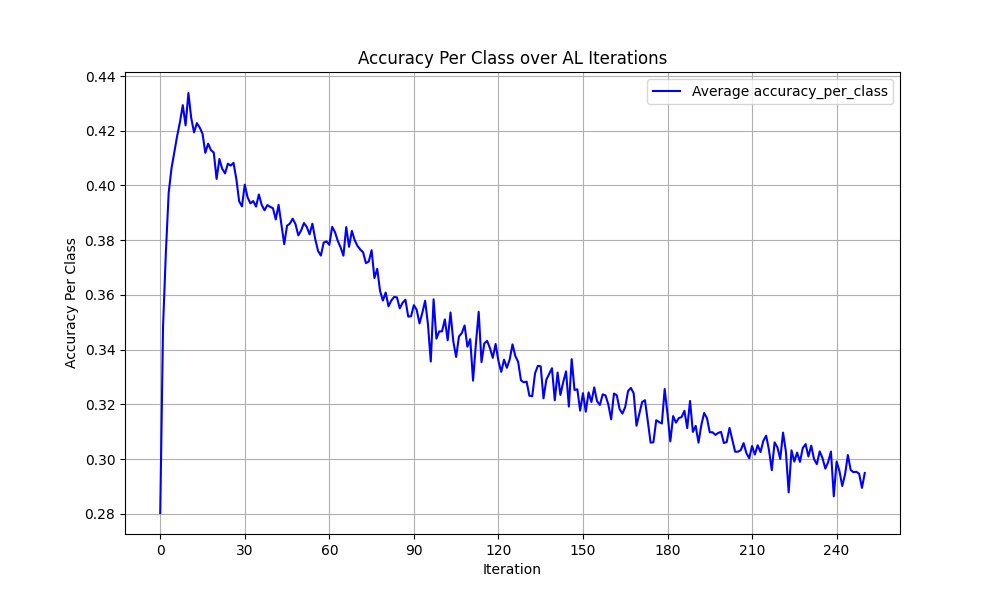 Accuracy Per Class over AL Iterations
Average accuracy_per_class
Accuracy Per Class
0.44
0.42
0.40
0.38
0.36
0.34
0.32
0.30
0.28
0 30 60 90 120 150 180 210 240
Iteration